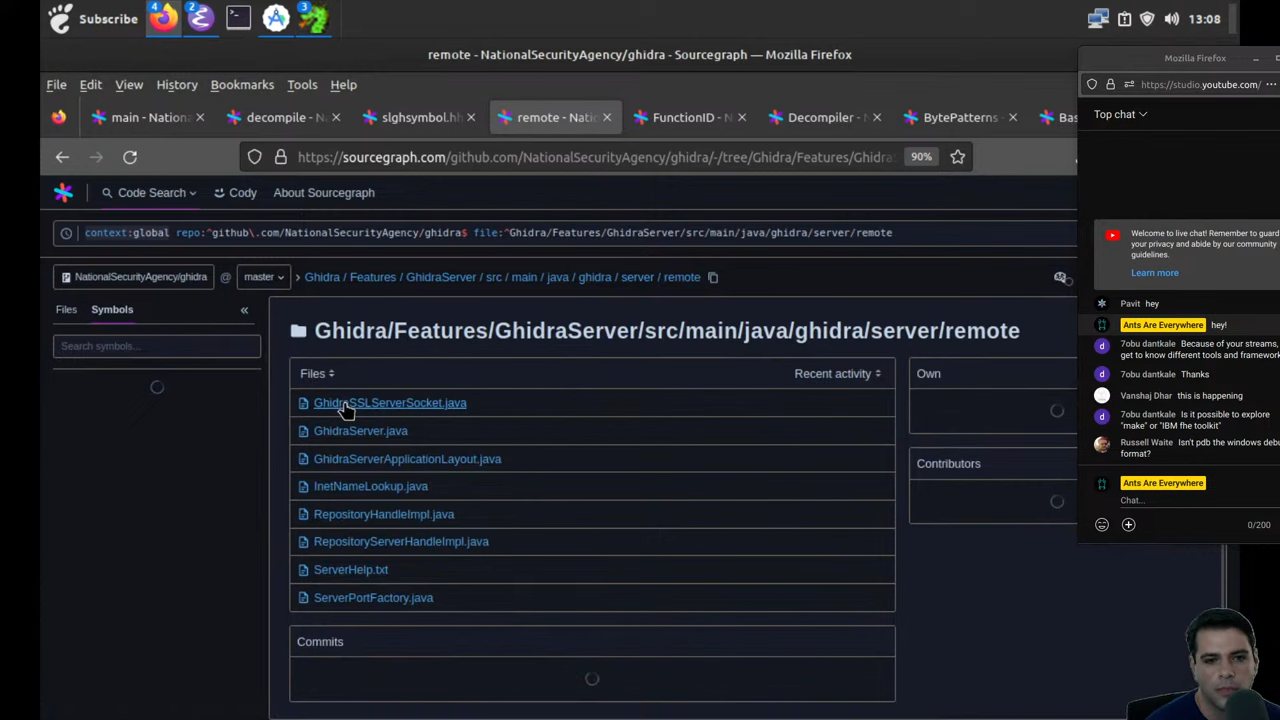 Subscribe
4
3
13:08
remote - NationalSecurityAgency/ghidra - Sourcegraph — Mozilla Firefox
File Edit View History Bookmarks Tools Help
main - Nationa
decompile - N
slghsymbol.hh
remote - Natio
FunctionID - N
Decompiler - 
BytePatterns -
https://sourcegraph.com/github.com/NationalSecurityAgency/ghidra/-/tree/Ghidra/Features/Ghidra
90%
Code Search
Cody
About Sourcegraph
context:global repo:^github\.com/NationalSecurityAgency/ghidra$ file:^Ghidra/Features/GhidraServer/src/main/java/ghidra/server/remote
NationalSecurityAgency/ghidra @ master > Ghidra / Features / GhidraServer / src / main / java / ghidra / server / remote
Files Symbols «
Search symbols...
Ghidra/Features/GhidraServer/src/main/java/ghidra/server/remote
Files
Recent activity
GhidraSSLServerSocket.java
GhidraServer.java
GhidraServerApplicationLayout.java
InetNameLookup.java
RepositoryHandleImpl.java
RepositoryServerHandleImpl.java
ServerHelp.txt
ServerPortFactory.java
Commits
Own
Contributors
Mozilla Firefox
https://studio.youtube.com/
Top chat
Welcome to live chat! Remember to guard
your privacy and abide by our community
guidelines.
Learn more
Pavit hey
Ants Are Everywhere hey!
7obu dantkale Because of your streams,
get to know different tools and framework
7obu dantkale Thanks
Vanshaj Dhar this is happening
7obu dantkale Is it possible to explore
"make" or "IBM fhe toolkit"
Russell Waite Isn't pdb the windows debu
format?
Ants Are Everywhere
Chat...
0/200